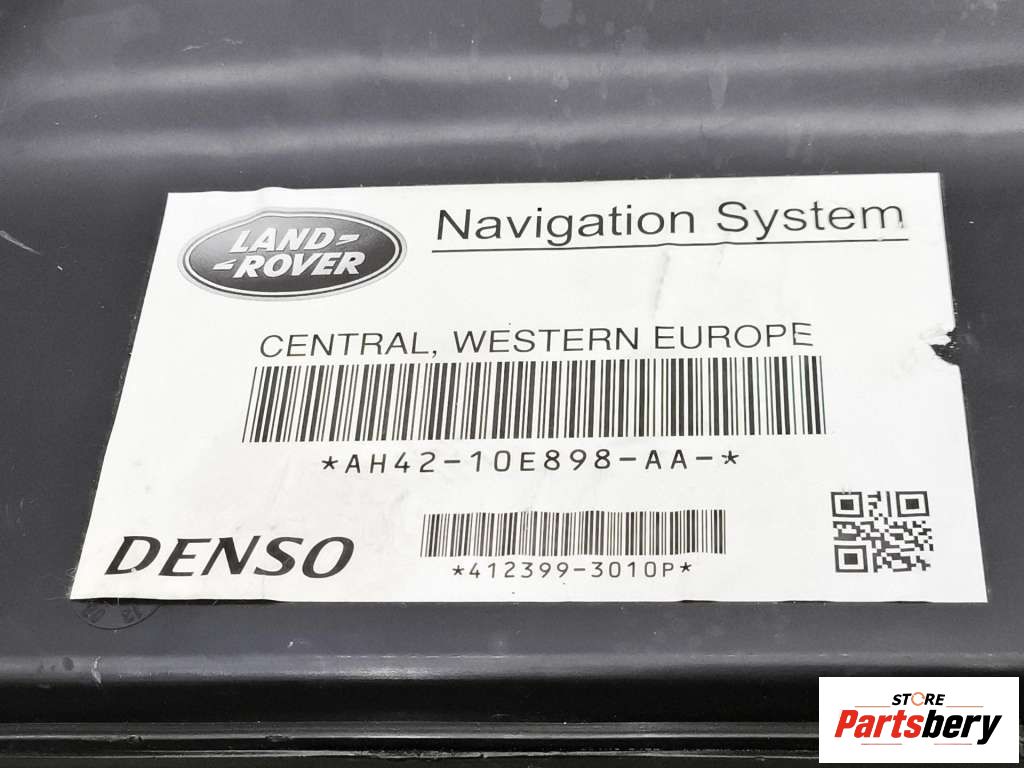 LAND-
-ROVER
Navigation System
CENTRAL, WESTERN EUROPE
*AH42-10E898-AA-*
DENSO
*412399-3010P*
STORE
Partsbery